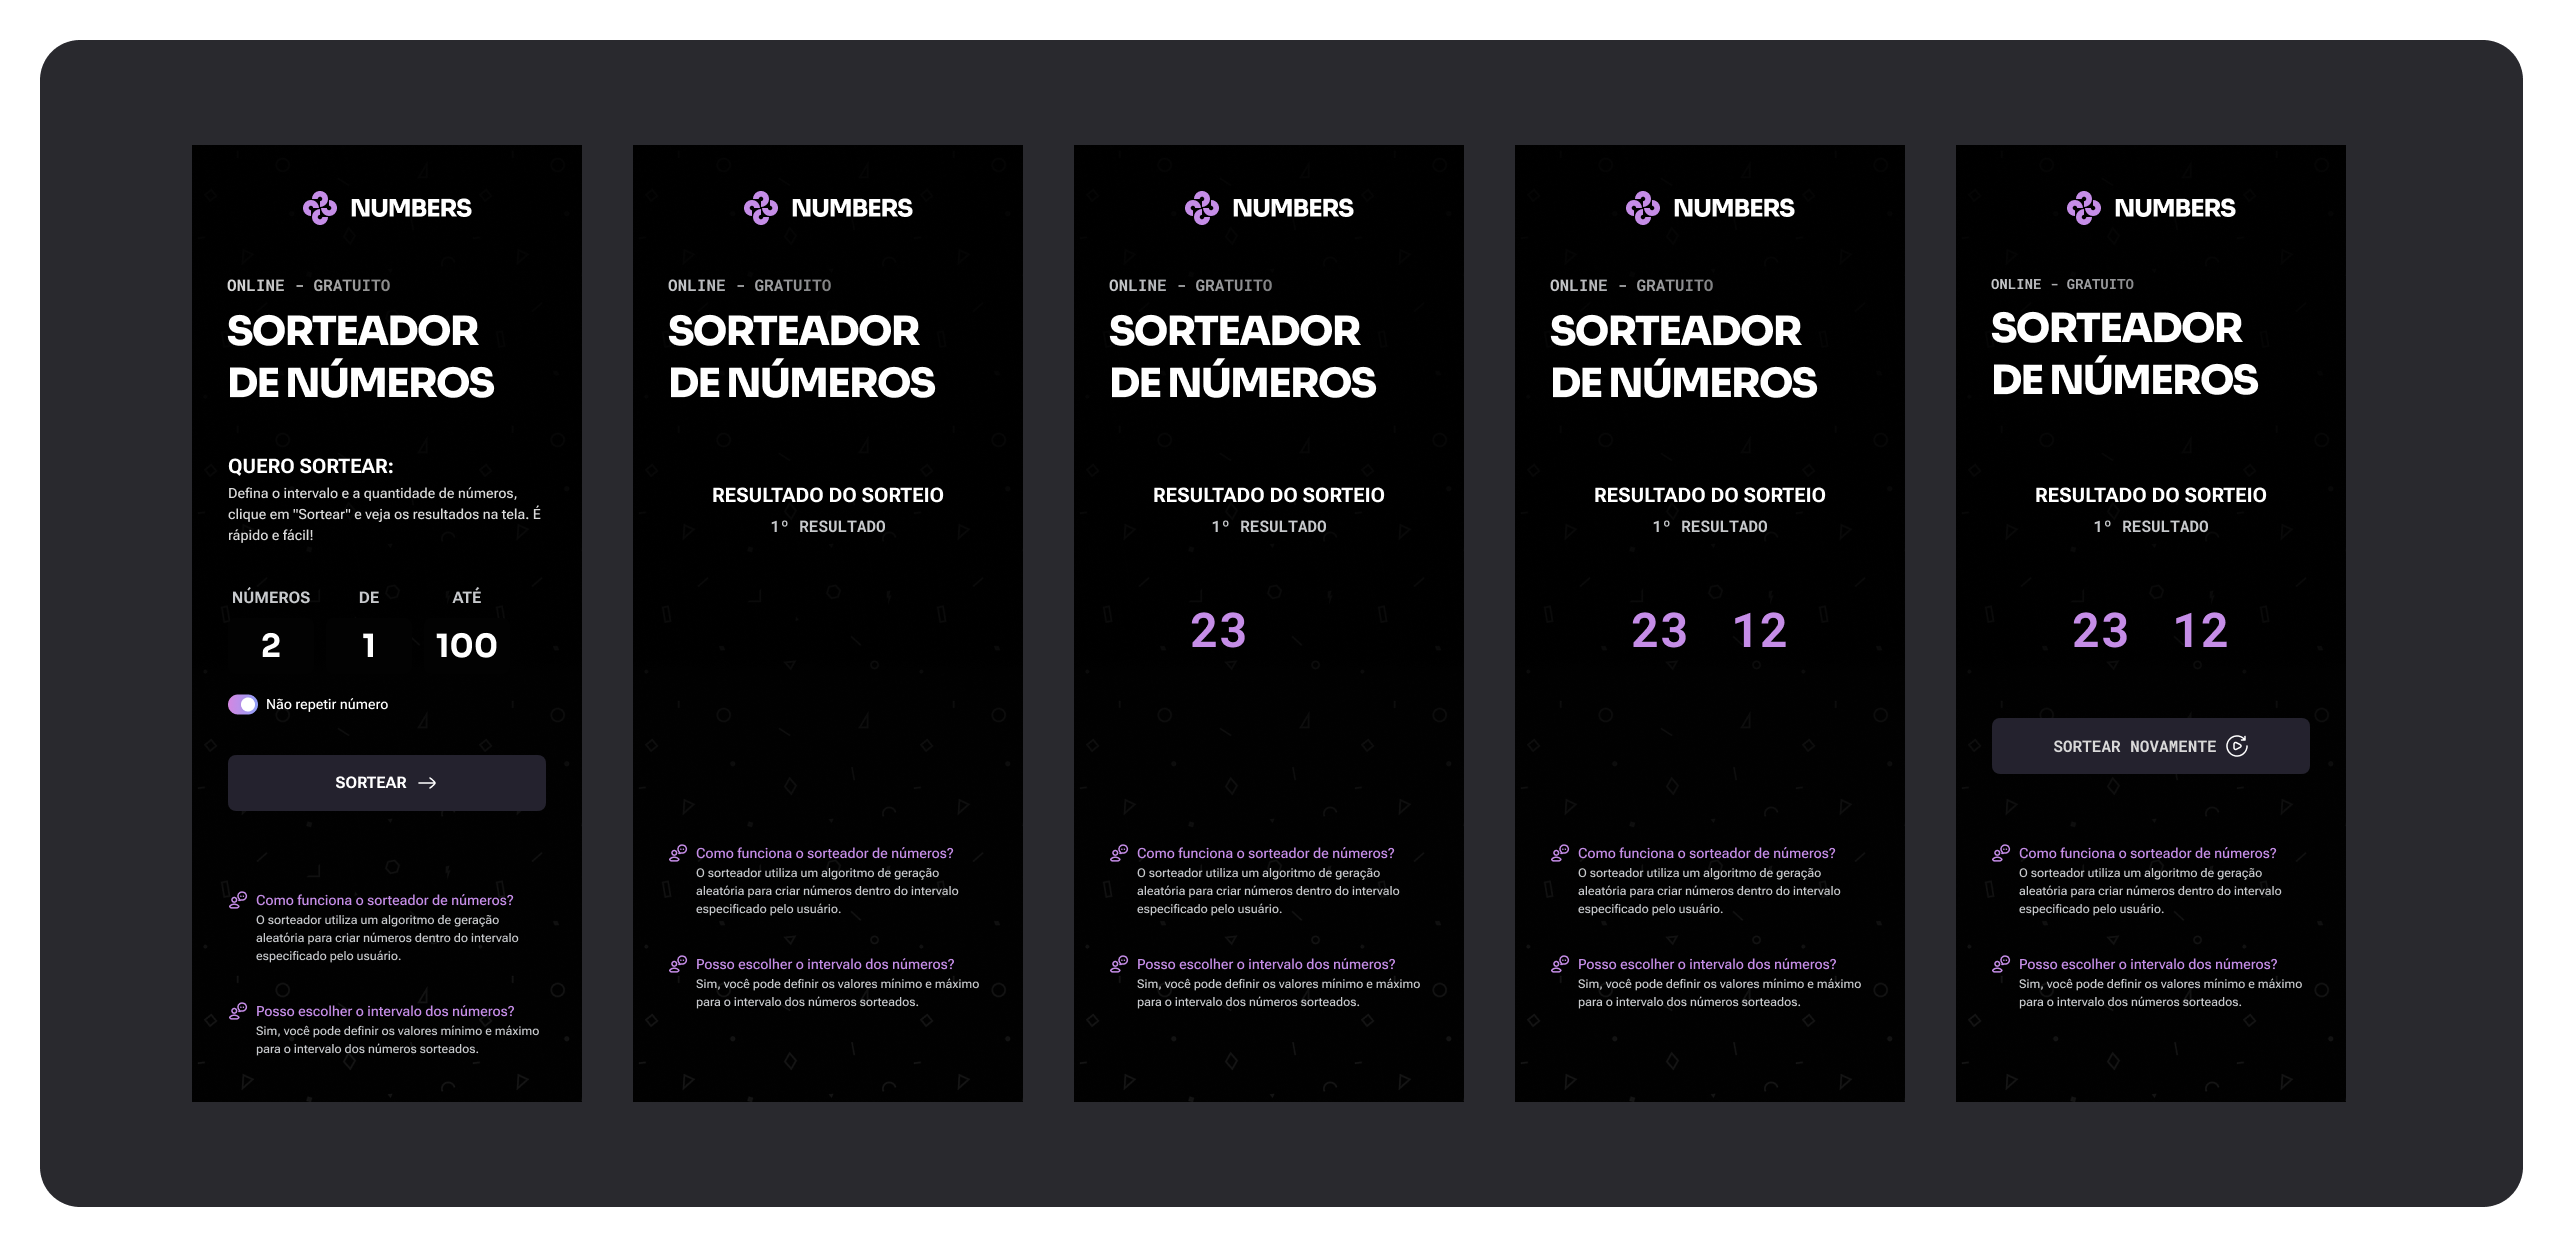 NUMBERS
ONLINE - GRATUITO
SORTEADOR
DE NÚMEROS
QUERO SORTEAR:
Defina o intervalo e a quantidade de números,
clique em "Sortear" e veja os resultados na tela. É
rápido e fácil!
NÚMEROS DE ATÉ
2 1 100
Não repetir número
SORTEAR
Como funciona o sorteador de números?
O sorteador utiliza um algoritmo de geração
aleatória para criar números dentro do intervalo
especificado pelo usuário.
Posso escolher o intervalo dos números?
Sim, você pode definir os valores mínimo e máximo
para o intervalo dos números sorteados.
NUMBERS
ONLINE - GRATUITO
SORTEADOR
DE NÚMEROS
RESULTADO DO SORTEIO
1º RESULTADO
Como funciona o sorteador de números?
O sorteador utiliza um algoritmo de geração
aleatória para criar números dentro do intervalo
especificado pelo usuário.
Posso escolher o intervalo dos números?
Sim, você pode definir os valores mínimo e máximo
para o intervalo dos números sorteados.
NUMBERS
ONLINE - GRATUITO
SORTEADOR
DE NÚMEROS
RESULTADO DO SORTEIO
1º RESULTADO
23
Como funciona o sorteador de números?
O sorteador utiliza um algoritmo de geração
aleatória para criar números dentro do intervalo
especificado pelo usuário.
Posso escolher o intervalo dos números?
Sim, você pode definir os valores mínimo e máximo
para o intervalo dos números sorteados.
NUMBERS
ONLINE - GRATUITO
SORTEADOR
DE NÚMEROS
RESULTADO DO SORTEIO
1º RESULTADO
23 12
Como funciona o sorteador de números?
O sorteador utiliza um algoritmo de geração
aleatória para criar números dentro do intervalo
especificado pelo usuário.
Posso escolher o intervalo dos números?
Sim, você pode definir os valores mínimo e máximo
para o intervalo dos números sorteados.
NUMBERS
ONLINE - GRATUITO
SORTEADOR
DE NÚMEROS
RESULTADO DO SORTEIO
1º RESULTADO
23 12
SORTEAR NOVAMENTE
Como funciona o sorteador de números?
O sorteador utiliza um algoritmo de geração
aleatória para criar números dentro do intervalo
especificado pelo usuário.
Posso escolher o intervalo dos números?
Sim, você pode definir os valores mínimo e máximo
para o intervalo dos números sorteados.